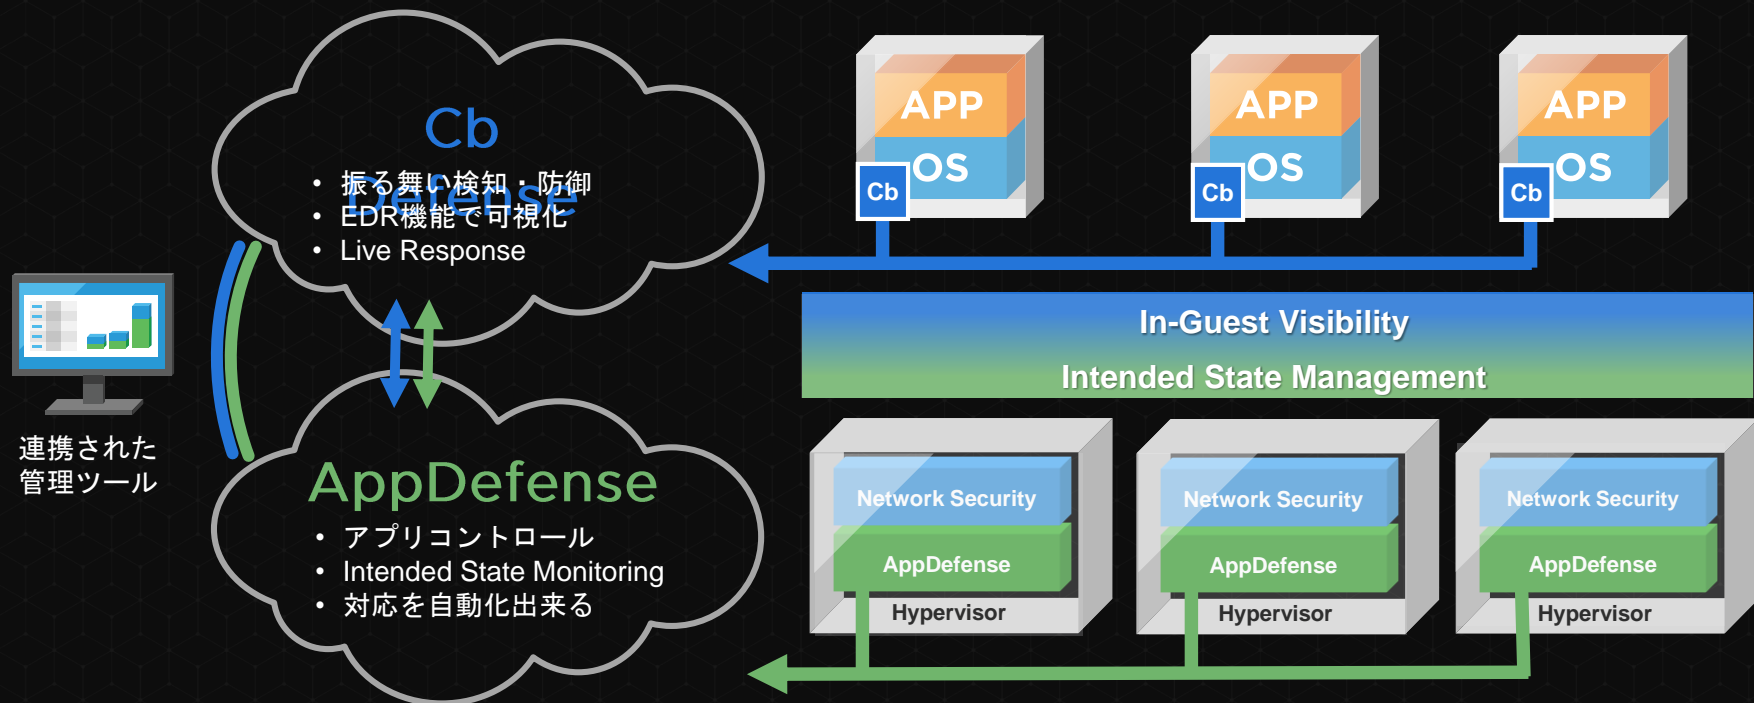 Cb
Defense
• 振る舞い検知・防御
• EDR機能で可視化
• Live Response
連携された
管理ツール
AppDefense
• アプリコントロール
• Intended State Monitoring
• 対応を自動化出来る
APP
OS
Cb
APP
OS
Cb
APP
OS
Cb
In-Guest Visibility
Intended State Management
Network Security
AppDefense
Hypervisor
Network Security
AppDefense
Hypervisor
Network Security
AppDefense
Hypervisor